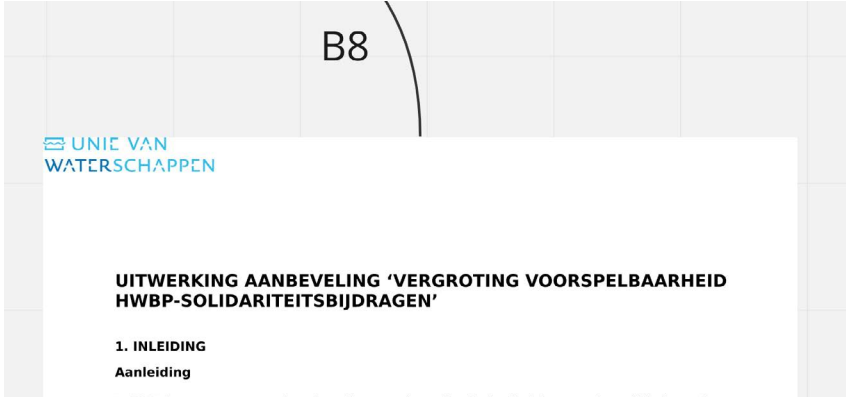 B8
UNIE VAN
WATERSCHAPPEN
UITWERKING AANBEVELING ‘VERGROTING VOORSPELBAARHEID
HWBP-SOLIDARITEITSBIJDRAGEN’
1. INLEIDING
Aanleiding